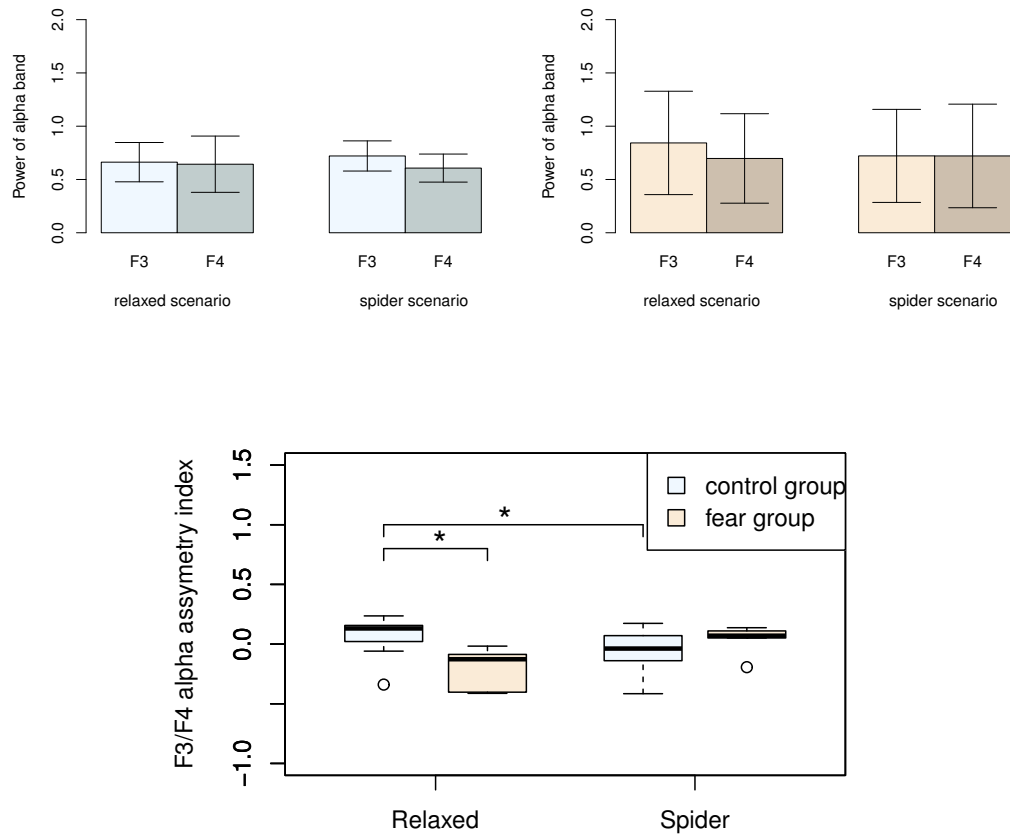 Power of alpha band
2.0
1.5
1.0
0.5
0.0
F3 F4 F3 F4
relaxed scenario spider scenario
Power of alpha band
2.0
1.5
1.0
0.5
0.0
F3 F4 F3 F4
relaxed scenario spider scenario
F3/F4 alpha assymetry index
1.5
1.0
0.5
0.0
−1.0
control group
fear group
*
*
Relaxed Spider